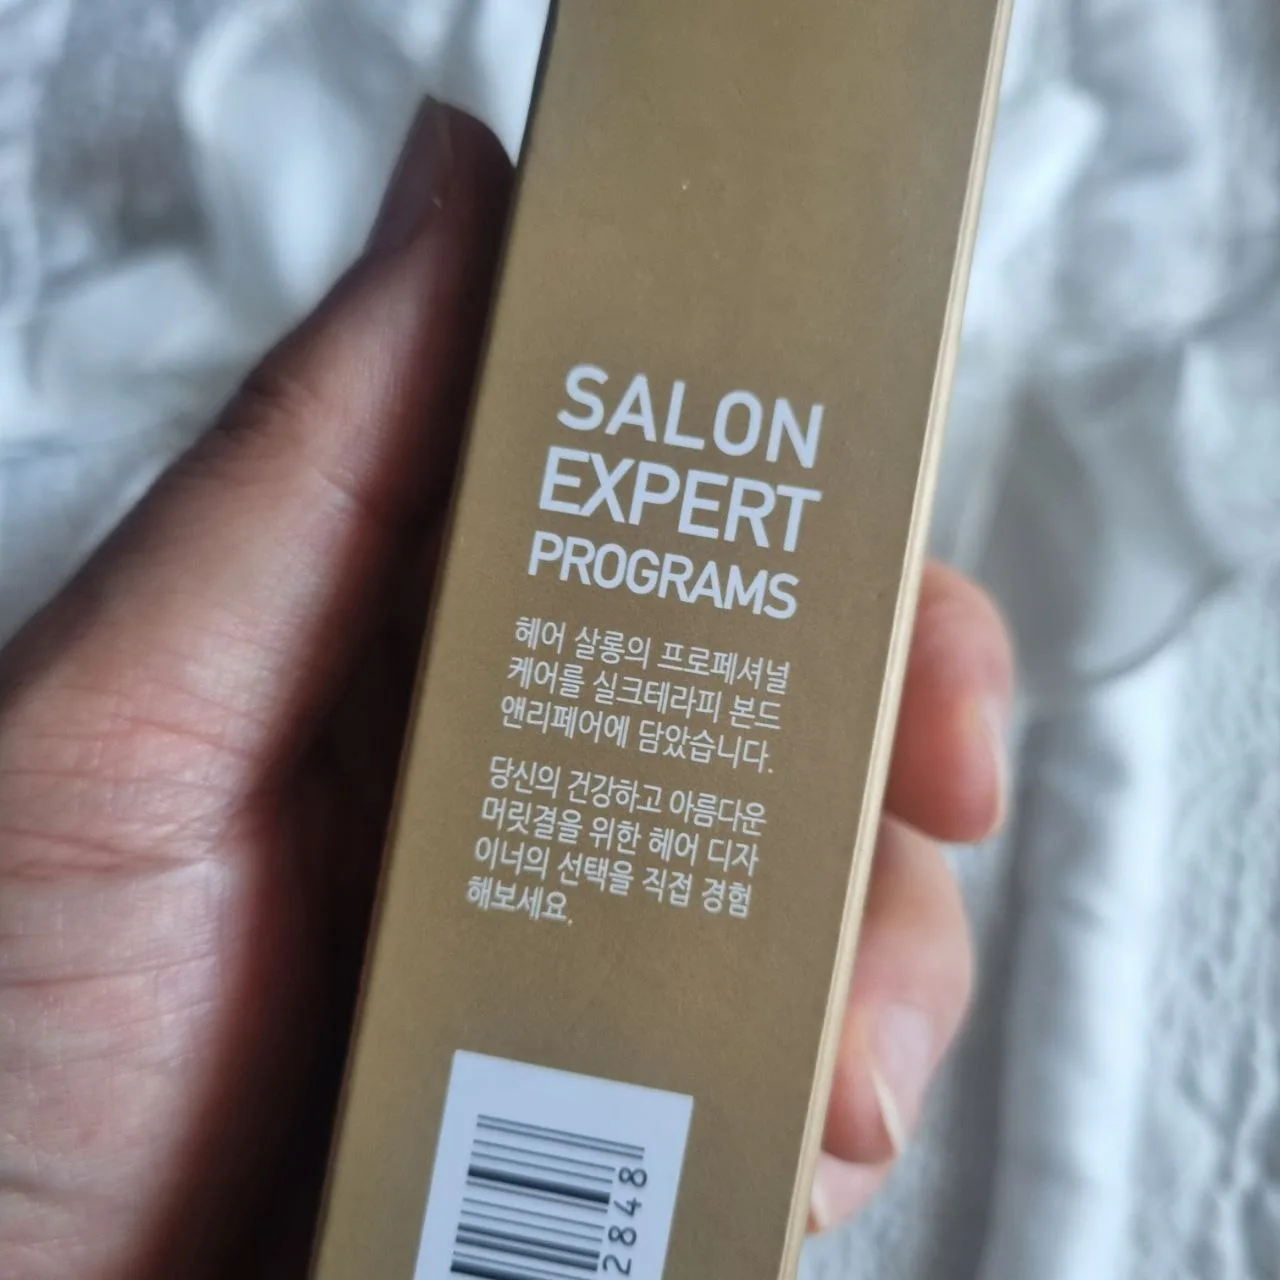 SALON
EXPERT
PROGRAMS
헤어 살롱의 프로페셔널
케어를 실크테라피 본드
앤리페어에 담았습니다.
당신의 건강하고 아름다운
머릿결을 위한 헤어 디자
이너의 선택을 직접 경험
해보세요.
2848